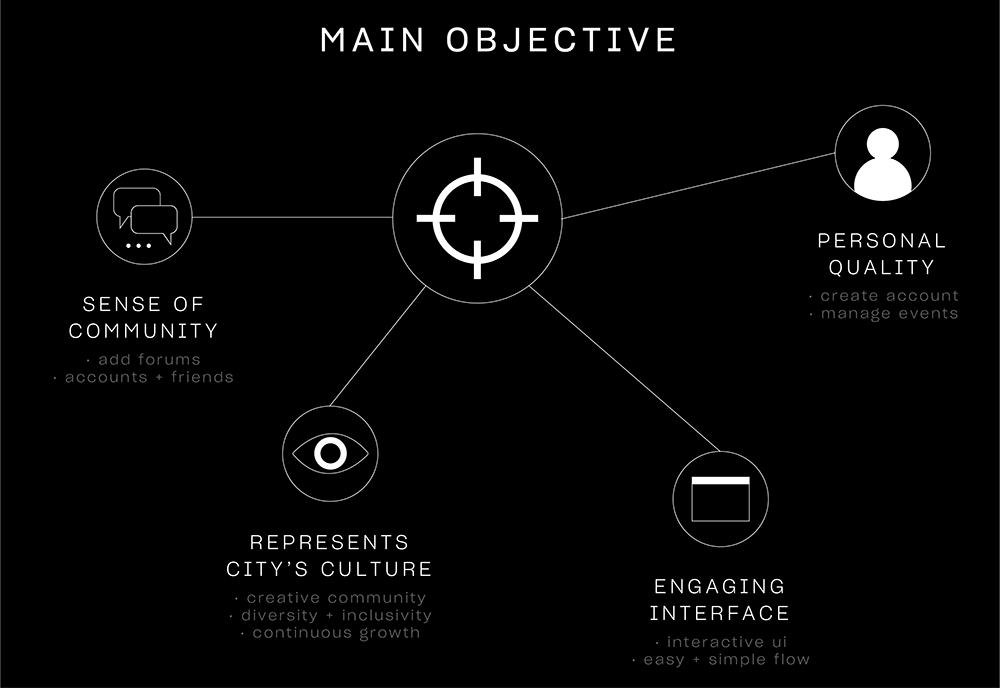 MAIN OBJECTIVE
SENSE OF
COMMUNITY
· add forums
· accounts + friends
REPRESENTS
CITY’S CULTURE
· creative community
· diversity + inclusivity
· continuous growth
ENGAGING
INTERFACE
· interactive ui
· easy + simple flow
PERSONAL
QUALITY
· create account
· manage events